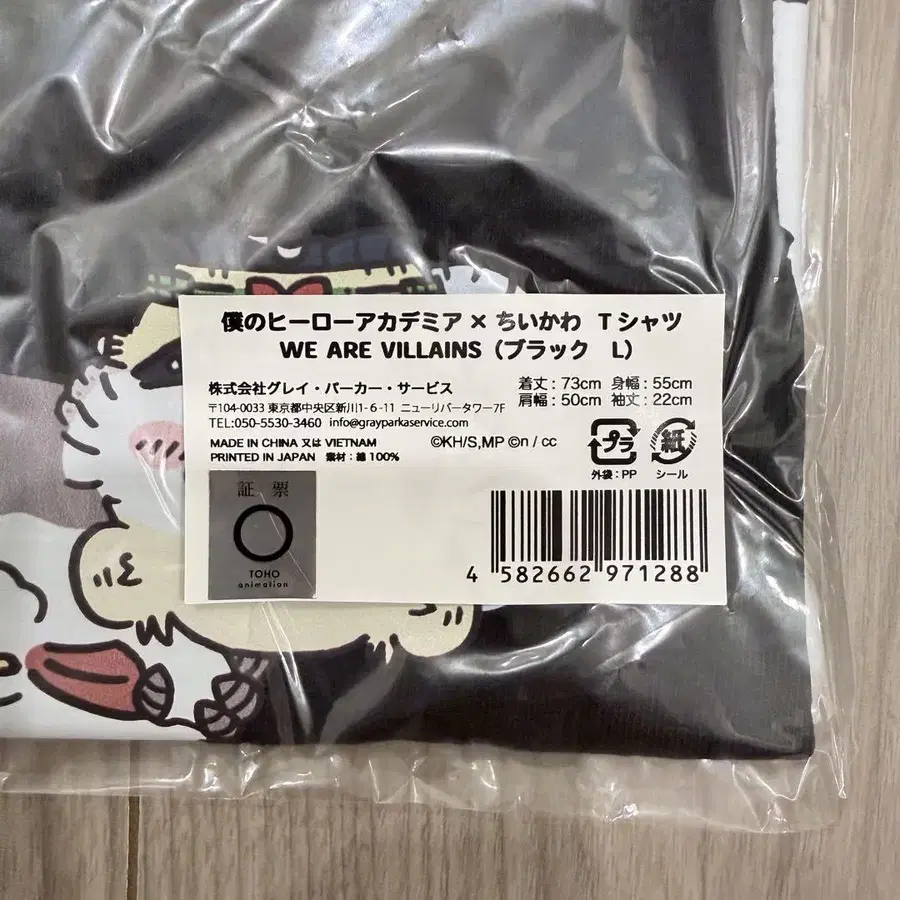 僕のヒーローアカデミア × ちいかわ Tシャツ
WE ARE VILLAINS（ブラック L）
株式会社グレイ・パーカー・サービス
〒104-0033 東京都中央区新川1-6-11 ニューリバータワー7F
TEL:050-5530-3460 info@grayparkaservice.com
着丈：73cm 身幅：55cm
肩幅：50cm 袖丈：22cm
MADE IN CHINA 又は VIETNAM ©KH/S,MP ©n / cc
PRINTED IN JAPAN 素材：綿100%
プラ
外袋：PP
紙
シール
証票
TOHO
animation
4 582662 971288